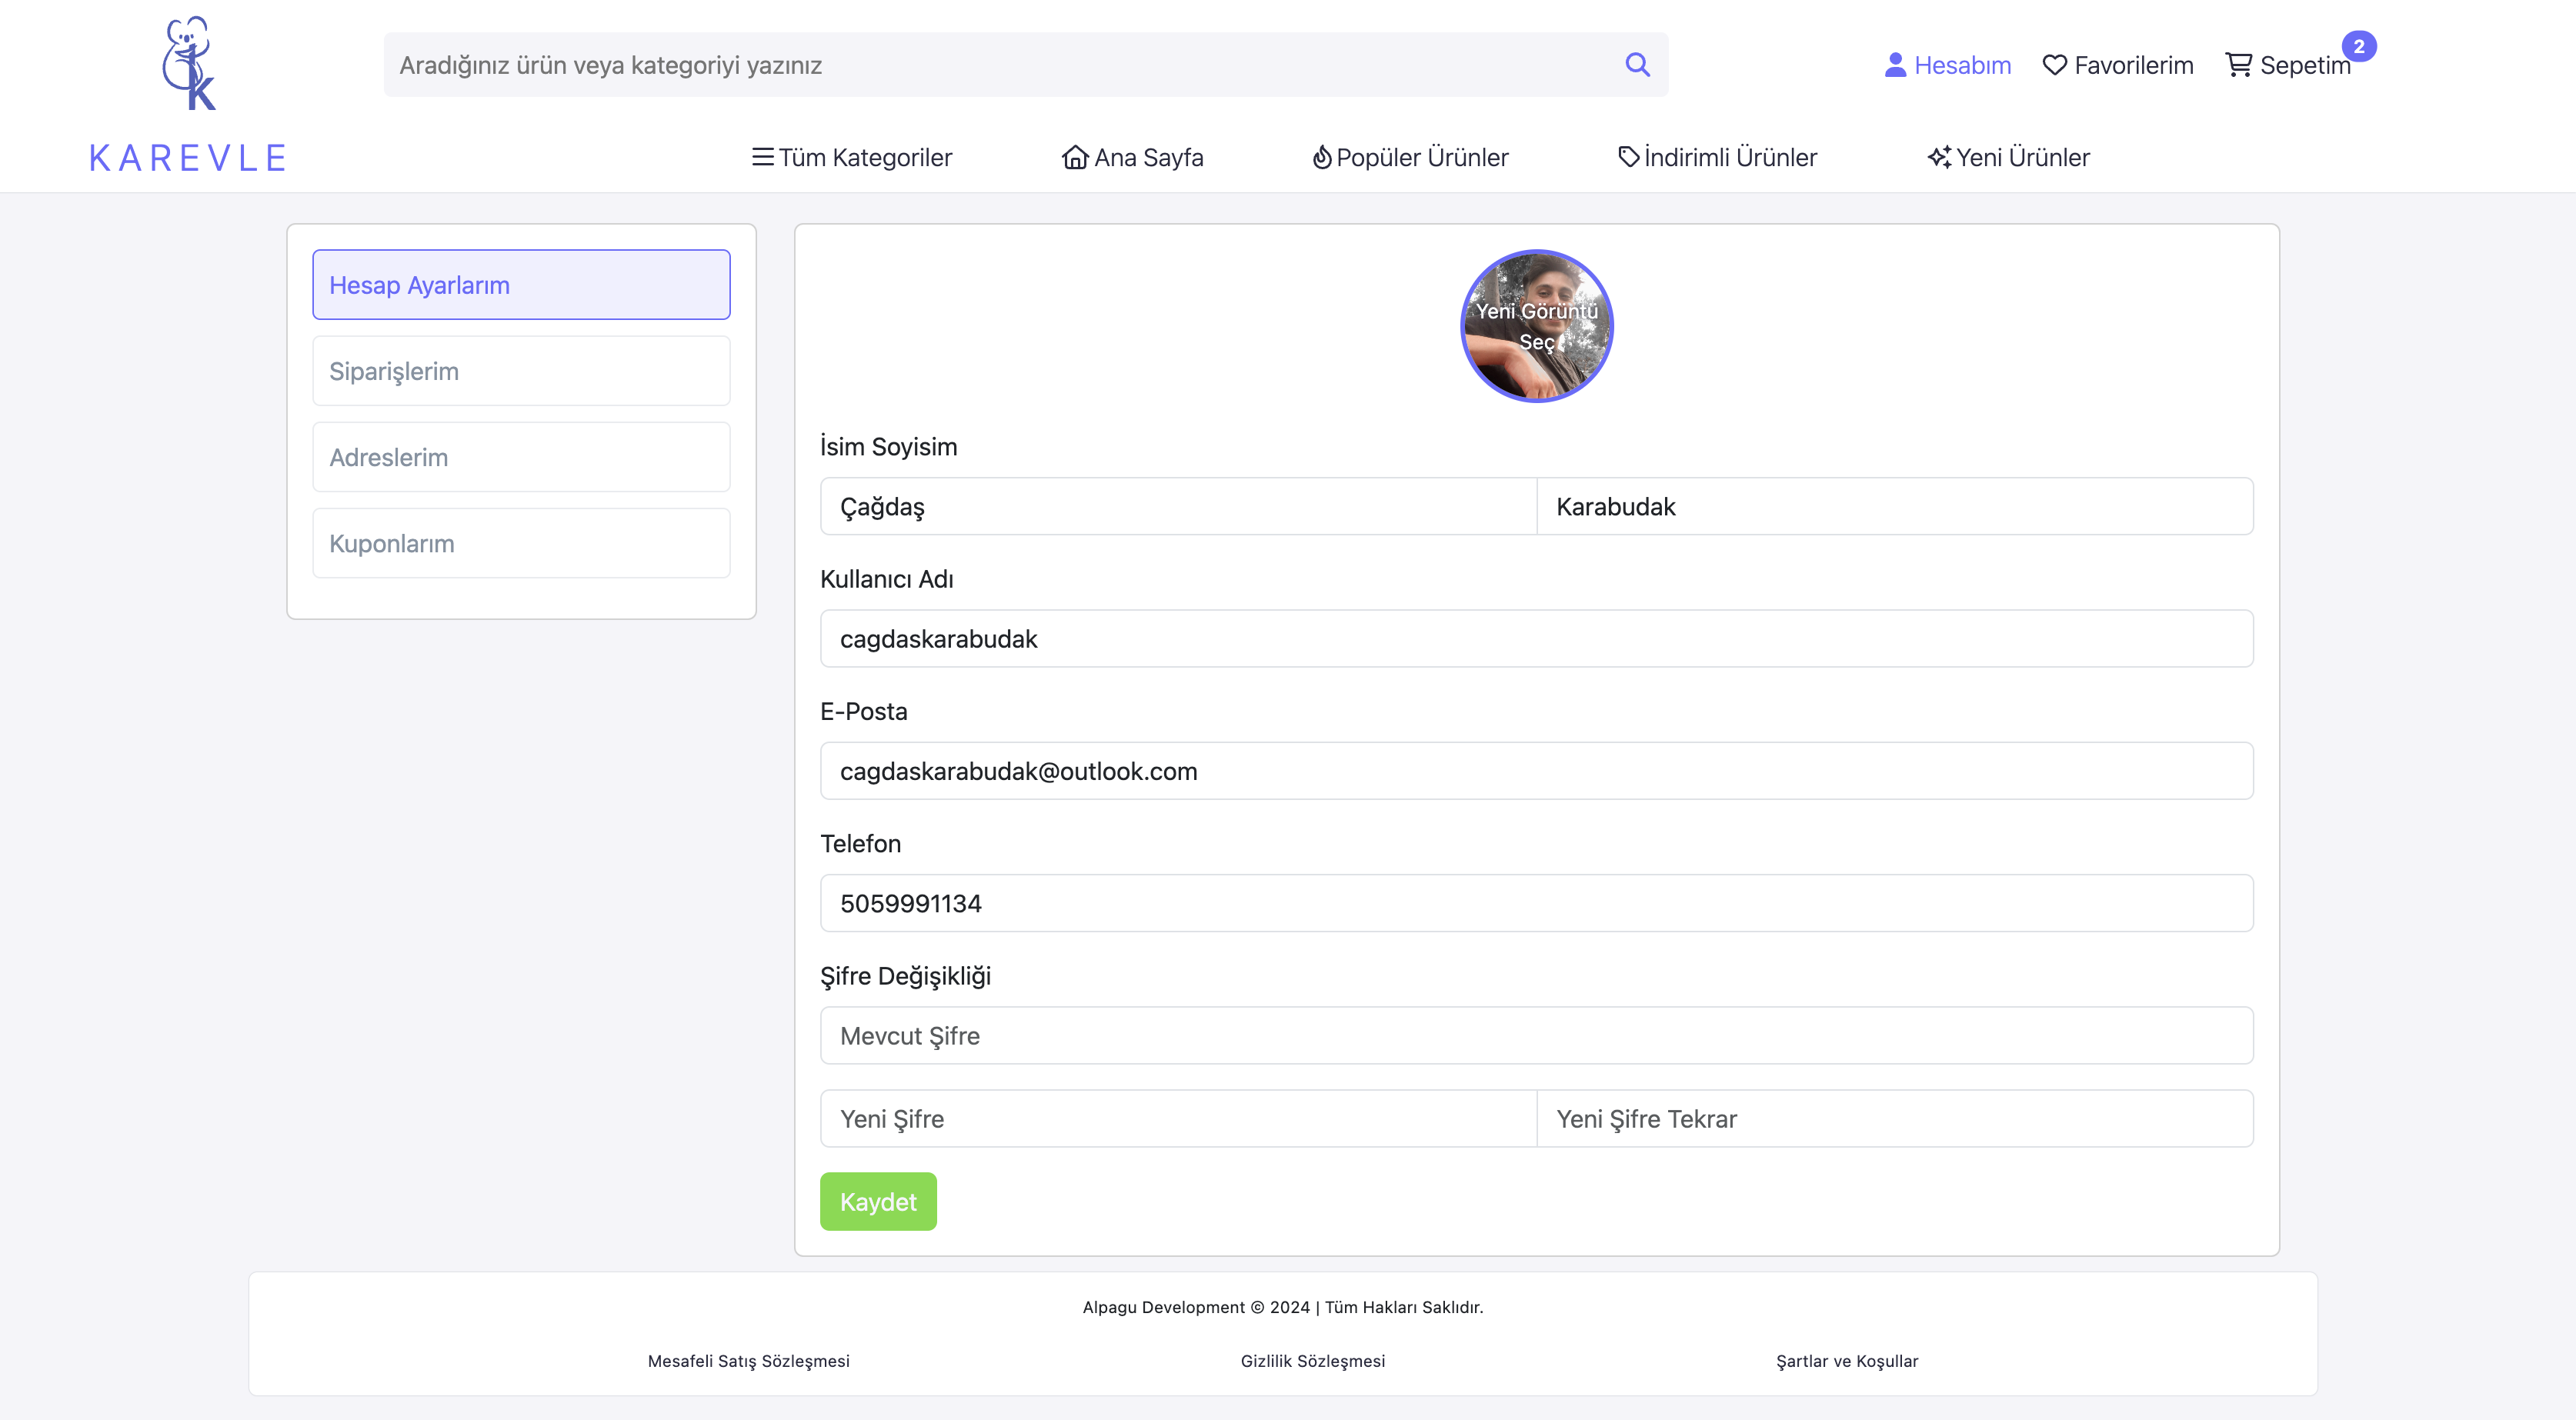 Aradığınız ürün veya kategoriyi yazınız
Hesabım
Favorilerim
Sepetim
2
k
KAREVLE
Tüm Kategoriler
Ana Sayfa
Popüler Ürünler
İndirimli Ürünler
Yeni Ürünler
Hesap Ayarlarım
Siparişlerim
Adreslerim
Kuponlarım
Yeni Görüntü
Seç
İsim Soyisim
Çağdaş
Karabudak
Kullanıcı Adı
cagdaskarabudak
E-Posta
cagdaskarabudak@outlook.com
Telefon
5059991134
Şifre Değişikliği
Mevcut Şifre
Yeni Şifre
Yeni Şifre Tekrar
Kaydet
Alpagu Development © 2024 | Tüm Hakları Saklıdır.
Mesafeli Satış Sözleşmesi
Gizlilik Sözleşmesi
Şartlar ve Koşullar